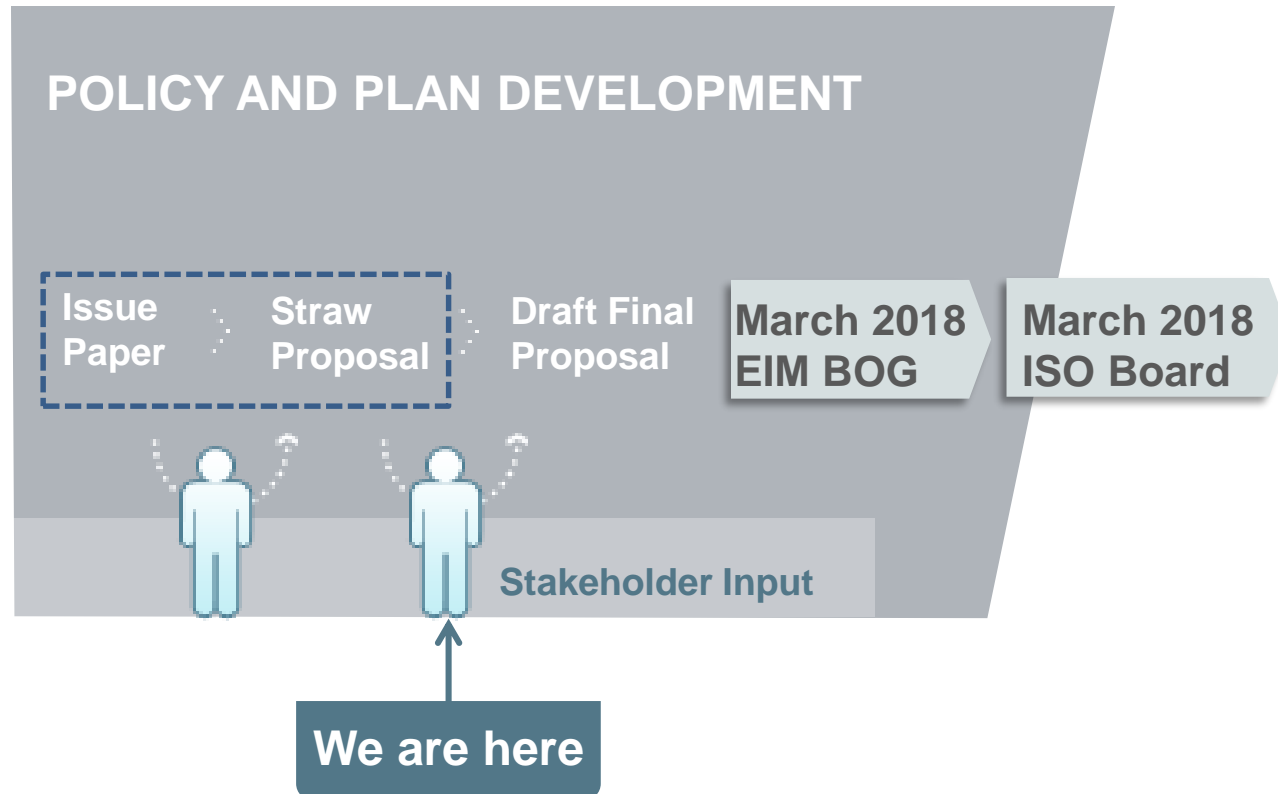 POLICY AND PLAN DEVELOPMENT
Issue
Paper
Straw
Proposal
Draft Final
Proposal
March 2018
EIM BOG
March 2018
ISO Board
Stakeholder Input
We are here